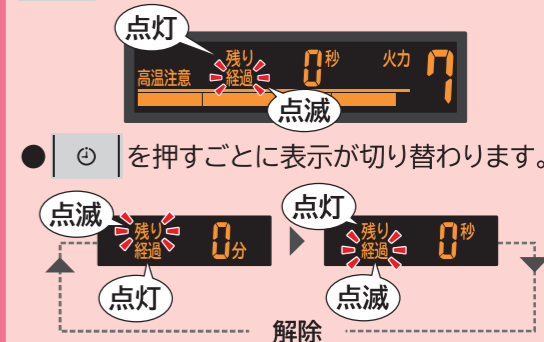 点灯
残り 0秒 火力 7
高温注意 経過
点滅
● を押すごとに表示が切り替わります。
点滅 点灯
残り 0分 残り 0秒
経過 経過
点灯 点滅
解除